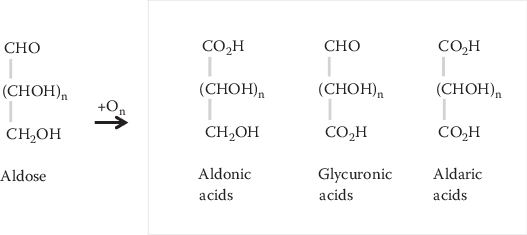 CHO
(CHOH)n
CH2OH
Aldose
+On
CO2H
(CHOH)n
CH2OH
Aldonic
acids
CHO
(CHOH)n
CO2H
Glycuronic
acids
CO2H
(CHOH)n
CO2H
Aldaric
acids